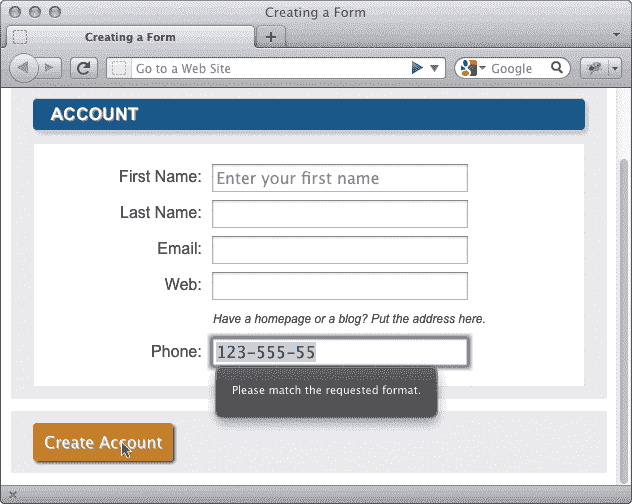 Creating a Form
Creating a Form
Go to a Web Site
Google
ACCOUNT
First Name: Enter your first name
Last Name:
Email:
Web:
Have a homepage or a blog? Put the address here.
Phone: 123-555-55
Please match the requested format.
Create Account